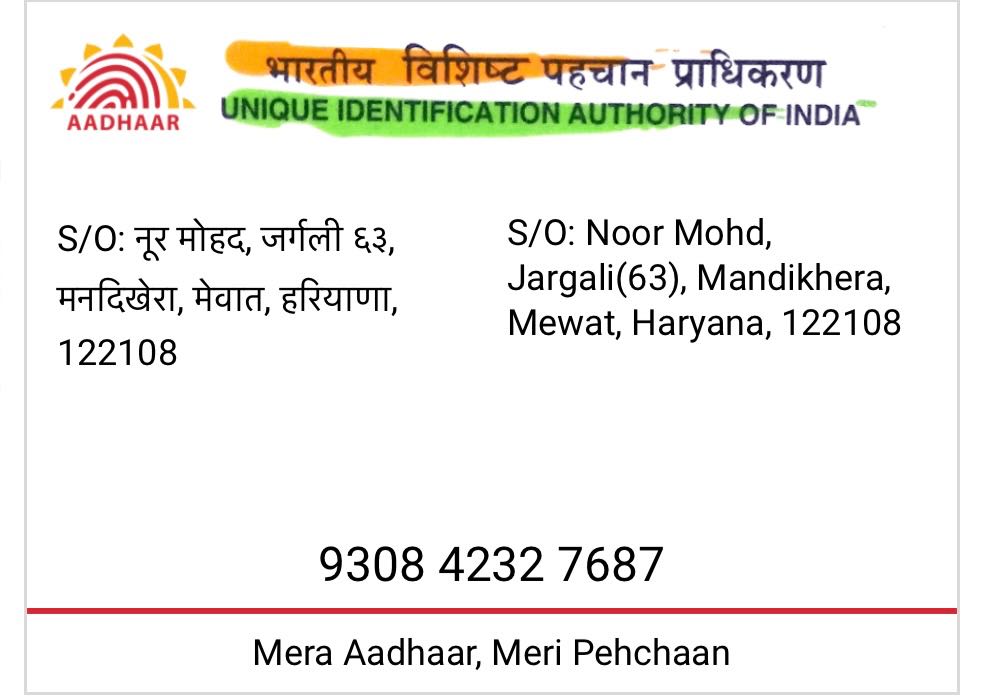 AADHAAR
भारतीय विशिष्ट पहचान प्राधिकरण
UNIQUE IDENTIFICATION AUTHORITY OF INDIA
S/O: नूर मोहद, जर्गली ६३,
मनदिखेरा, मेवात, हरियाणा,
122108
S/O: Noor Mohd,
Jargali(63), Mandikhera,
Mewat, Haryana, 122108
9308 4232 7687
Mera Aadhaar, Meri Pehchaan